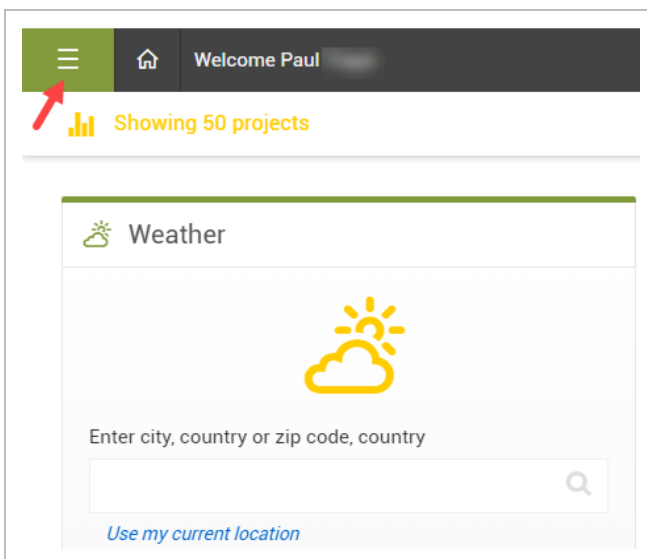 Welcome Paul
Showing 50 projects
Weather
Enter city, country or zip code, country
Use my current location